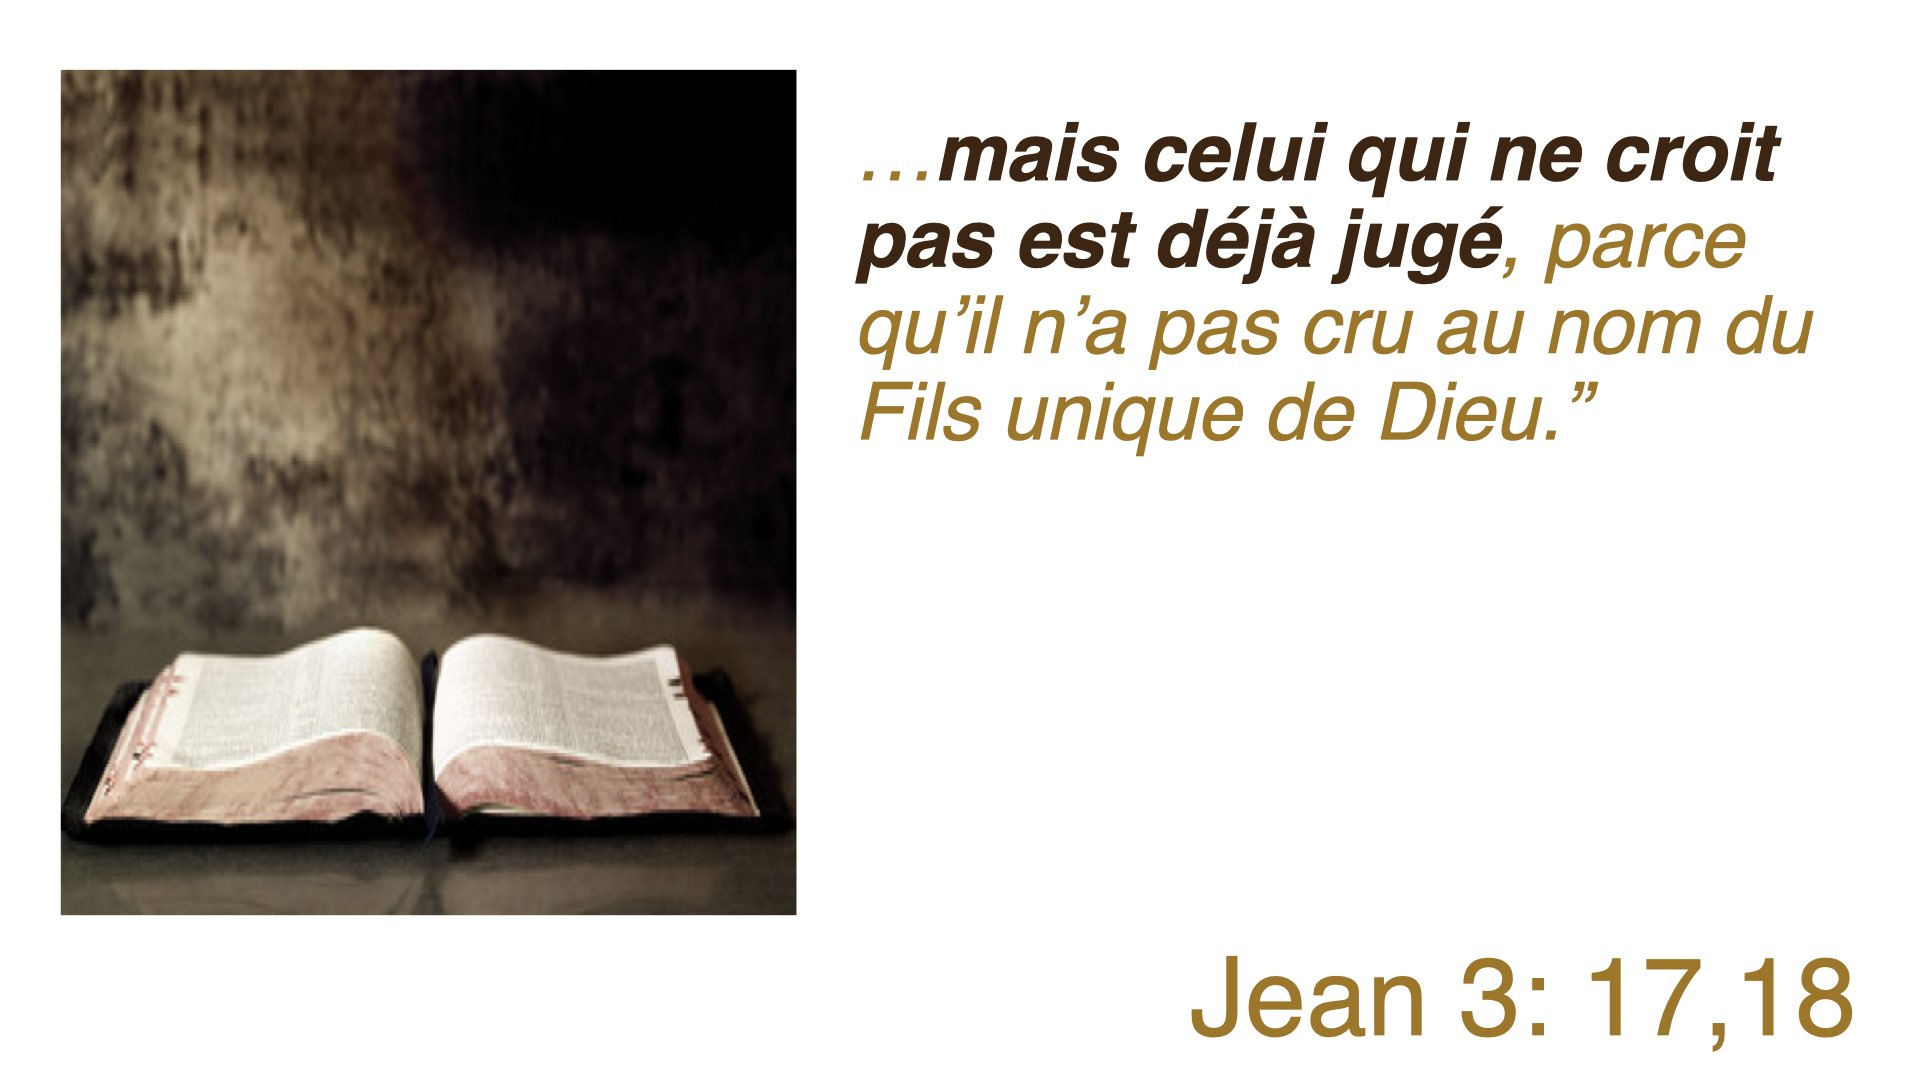 …mais celui qui ne croit
pas est déjà jugé, parce
qu’il n’a pas cru au nom du
Fils unique de Dieu.”
Jean 3: 17,18